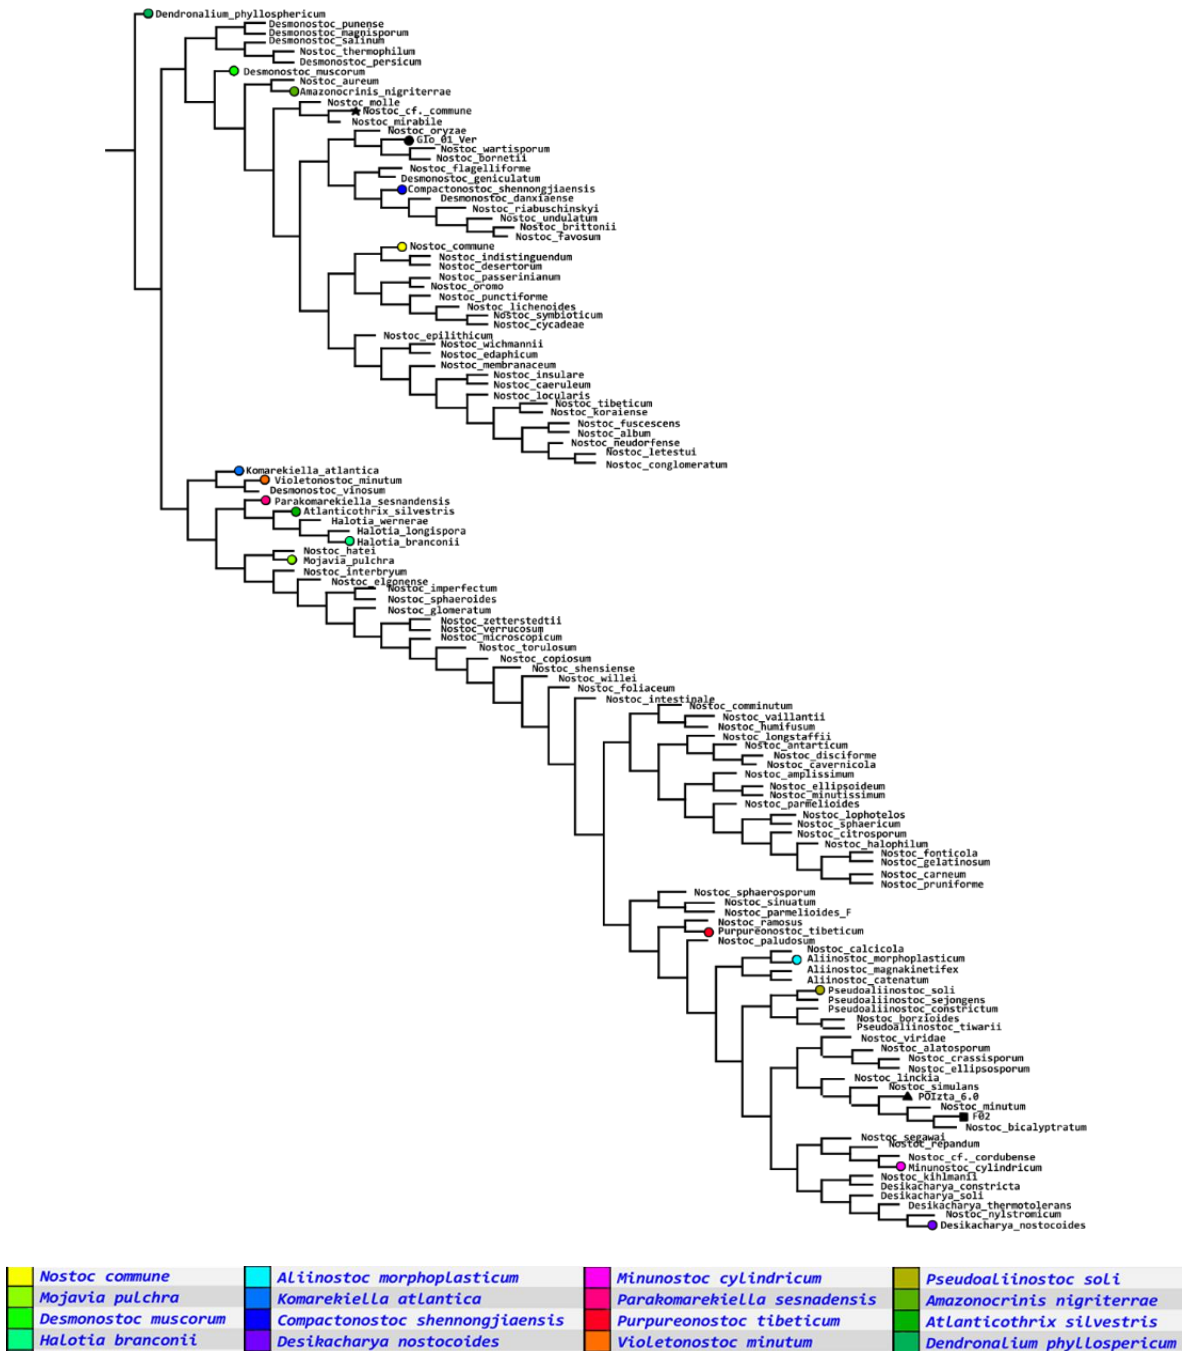 Dendronalium_phyllosphericum
Desmonostoc_punense
Desmonostoc_magnisporum
Desmonostoc_salinum
Nostoc_thermophilum
Desmonostoc_persicum
Desmonostoc_muscorum
Nostoc_aureum
Amazonocrinis_nigriterrae
Nostoc_molle
Nostoc_cf._commune
Nostoc_mirabile
Nostoc_oryzae
Glo_01_Ver
Nostoc_wartisporum
Nostoc_bornetii
Nostoc_flagelliforme
Desmonostoc_geniculatum
Compactonostoc_shennongjiaensis
Desmonostoc_danxiaense
Nostoc_riabuschinskyi
Nostoc_undulatum
Nostoc_brittonii
Nostoc_favosum
Nostoc_commune
Nostoc_indistinguendum
Nostoc_desertorum
Nostoc_passerinianum
Nostoc_oromo
Nostoc_punctiforme
Nostoc_lichenoides
Nostoc_symbioticum
Nostoc_cycadeae
Nostoc_epilithicum
Nostoc_wichmannii
Nostoc_edaphicum
Nostoc_membranaceum
Nostoc_insulare
Nostoc_caeruleum
Nostoc_locularis
Nostoc_tibeticum
Nostoc_koraiense
Nostoc_fuscescens
Nostoc_album
Nostoc_neudorfense
Nostoc_letestui
Nostoc_conglomeratum
Komarekiella_atlantica
Violetonostoc_minutum
Desmonostoc_vinosum
Parakomarekiella_sesnandensis
Atlanticothrix_silvestris
Halotia_wernerae
Halotia_longispora
Halotia_branconii
Nostoc_hatei
Mojavia_pulchra
Nostoc_interbryum
Nostoc_elgonense
Nostoc_imperfectum
Nostoc_sphaeroides
Nostoc_glomeratum
Nostoc_zetterstedtii
Nostoc_verrucosum
Nostoc_microscopicum
Nostoc_torulosum
Nostoc_copiosum
Nostoc_shensiense
Nostoc_willei
Nostoc_foliaceum
Nostoc_intestinale
Nostoc_comminutum
Nostoc_vaillantii
Nostoc_humifusum
Nostoc_longstaffii
Nostoc_antarticum
Nostoc_disciforme
Nostoc_cavernicola
Nostoc_amplissimum
Nostoc_ellipsoideum
Nostoc_minutissimum
Nostoc_parmelioides
Nostoc_lophotelos
Nostoc_sphaericum
Nostoc_citrosporum
Nostoc_halophilum
Nostoc_fonticola
Nostoc_gelatinosum
Nostoc_carneum
Nostoc_pruniforme
Nostoc_sphaerosporum
Nostoc_sinuatum
Nostoc_parmelioides_F
Nostoc_ramosus
Purpureonostoc_tibeticum
Nostoc_paludosum
Nostoc_calcicola
Aliinostoc_morphoplasticum
Aliinostoc_magnakinetifex
Aliinostoc_catenatum
Pseudoaliinostoc_soli
Pseudoaliinostoc_sejongens
Pseudoaliinostoc_constrictum
Nostoc_borzioides
Pseudoaliinostoc_tiwarii
Nostoc_viridae
Nostoc_alatosporum
Nostoc_crassisporum
Nostoc_ellipsosporum
Nostoc_linckia
Nostoc_simulans
POIzta_6.0
Nostoc_minutum
F02
Nostoc_bicalyptratum
Nostoc_segawai
Nostoc_repandum
Nostoc_cf._cordubense
Minunostoc_cylindricum
Nostoc_kihlmanii
Desikacharya_constricta
Desikacharya_soli
Desikacharya_thermotolerans
Nostoc_nylstromicum
Desikacharya_nostocoides
Nostoc commune
Mojavia pulchra
Desmonostoc muscorum
Halotia branconii
Aliinostoc morphoplasticum
Komarekiella atlantica
Compactonostoc shennongjiaensis
Desikacharya nostocoides
Minunostoc cylindricum
Parakomarekiella sesnadensis
Purpureonostoc tibeticum
Violetonostoc minutum
Pseudoaliinostoc soli
Amazonocrinis nigriterrae
Atlanticothrix silvestris
Dendronalium phyllospericum